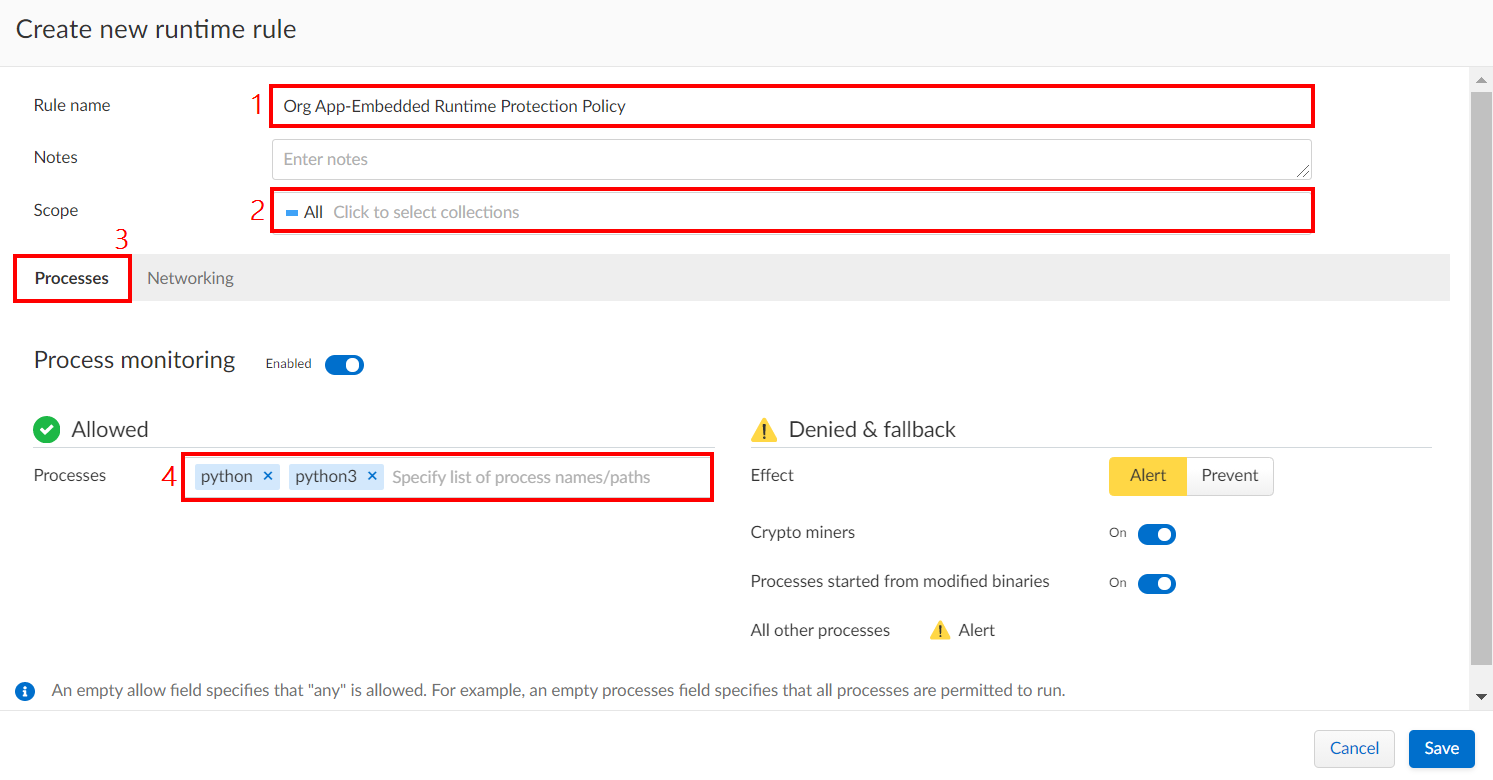 Create new runtime rule
Rule name 1 Org App-Embedded Runtime Protection Policy
Notes Enter notes
Scope 2 All Click to select collections
3
Processes Networking
Process monitoring Enabled
Allowed
Processes 4 python × python3 × Specify list of process names/paths
Denied & fallback
Effect Alert Prevent
Crypto miners On
Processes started from modified binaries On
All other processes Alert
An empty allow field specifies that "any" is allowed. For example, an empty processes field specifies that all processes are permitted to run.
Cancel Save